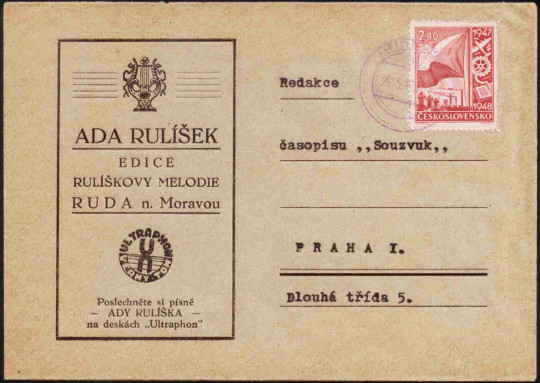 ADA RULÍŠEK
EDICE
RULÍŠKOVY MELODIE
RUDA n. Moravou
ULTRAPHON
Poslechněte si písně
— ADY RULÍŠKA —
na deskách „Ultraphon"
2.40
1947
1948
ČESKOSLOVENSKO
Redakce
časopisu ,,Souzvuk,,
PRAHA I.
Dlouhá třída 5.